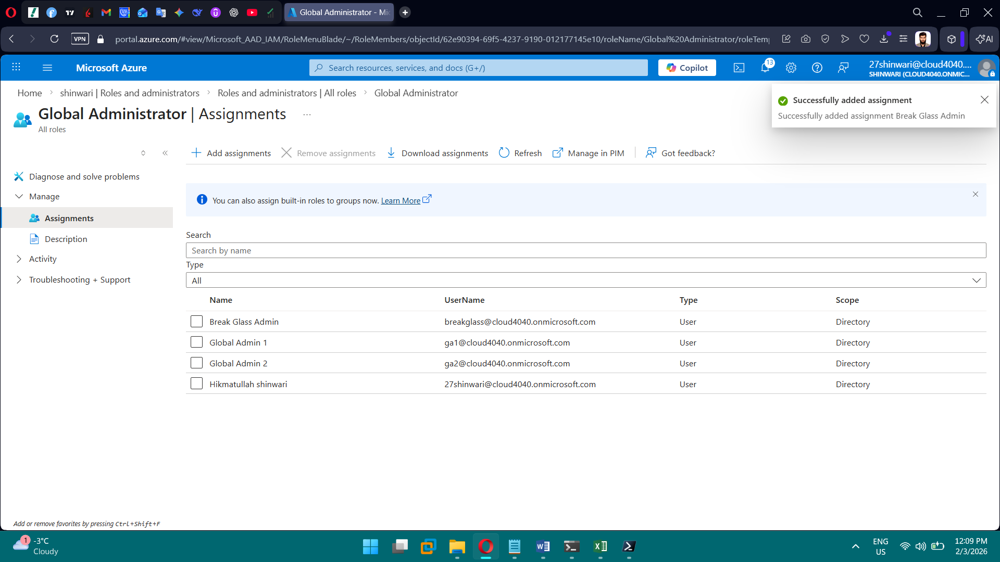 Global Administrator - Mic
VPN
portal.azure.com/#view/Microsoft_AAD_IAM/RoleMenuBlade/~/RoleMembers/objectId/62e90394-69f5-4237-9190-012177145e10/roleName/Global%20Administrator/roleTemp
AI
Microsoft Azure
Search resources, services, and docs (G+/)
Copilot
13
27shinwari@cloud4040....
SHINWARI (CLOUD4040.ONMIC...
Home > shinwari | Roles and administrators > Roles and administrators | All roles > Global Administrator
Successfully added assignment
Successfully added assignment Break Glass Admin
Global Administrator | Assignments ...
All roles
Add assignments
Remove assignments
Download assignments
Refresh
Manage in PIM
Got feedback?
Diagnose and solve problems
Manage
Assignments
Description
Activity
Troubleshooting + Support
You can also assign built-in roles to groups now. Learn More
Search
Search by name
Type
All
Name UserName Type Scope
Break Glass Admin breakglass@cloud4040.onmicrosoft.com User Directory
Global Admin 1 ga1@cloud4040.onmicrosoft.com User Directory
Global Admin 2 ga2@cloud4040.onmicrosoft.com User Directory
Hikmatullah shinwari 27shinwari@cloud4040.onmicrosoft.com User Directory
Add or remove favorites by pressing Ctrl+Shift+F
1
-3°C
Cloudy
ENG
US
12:09 PM
2/3/2026